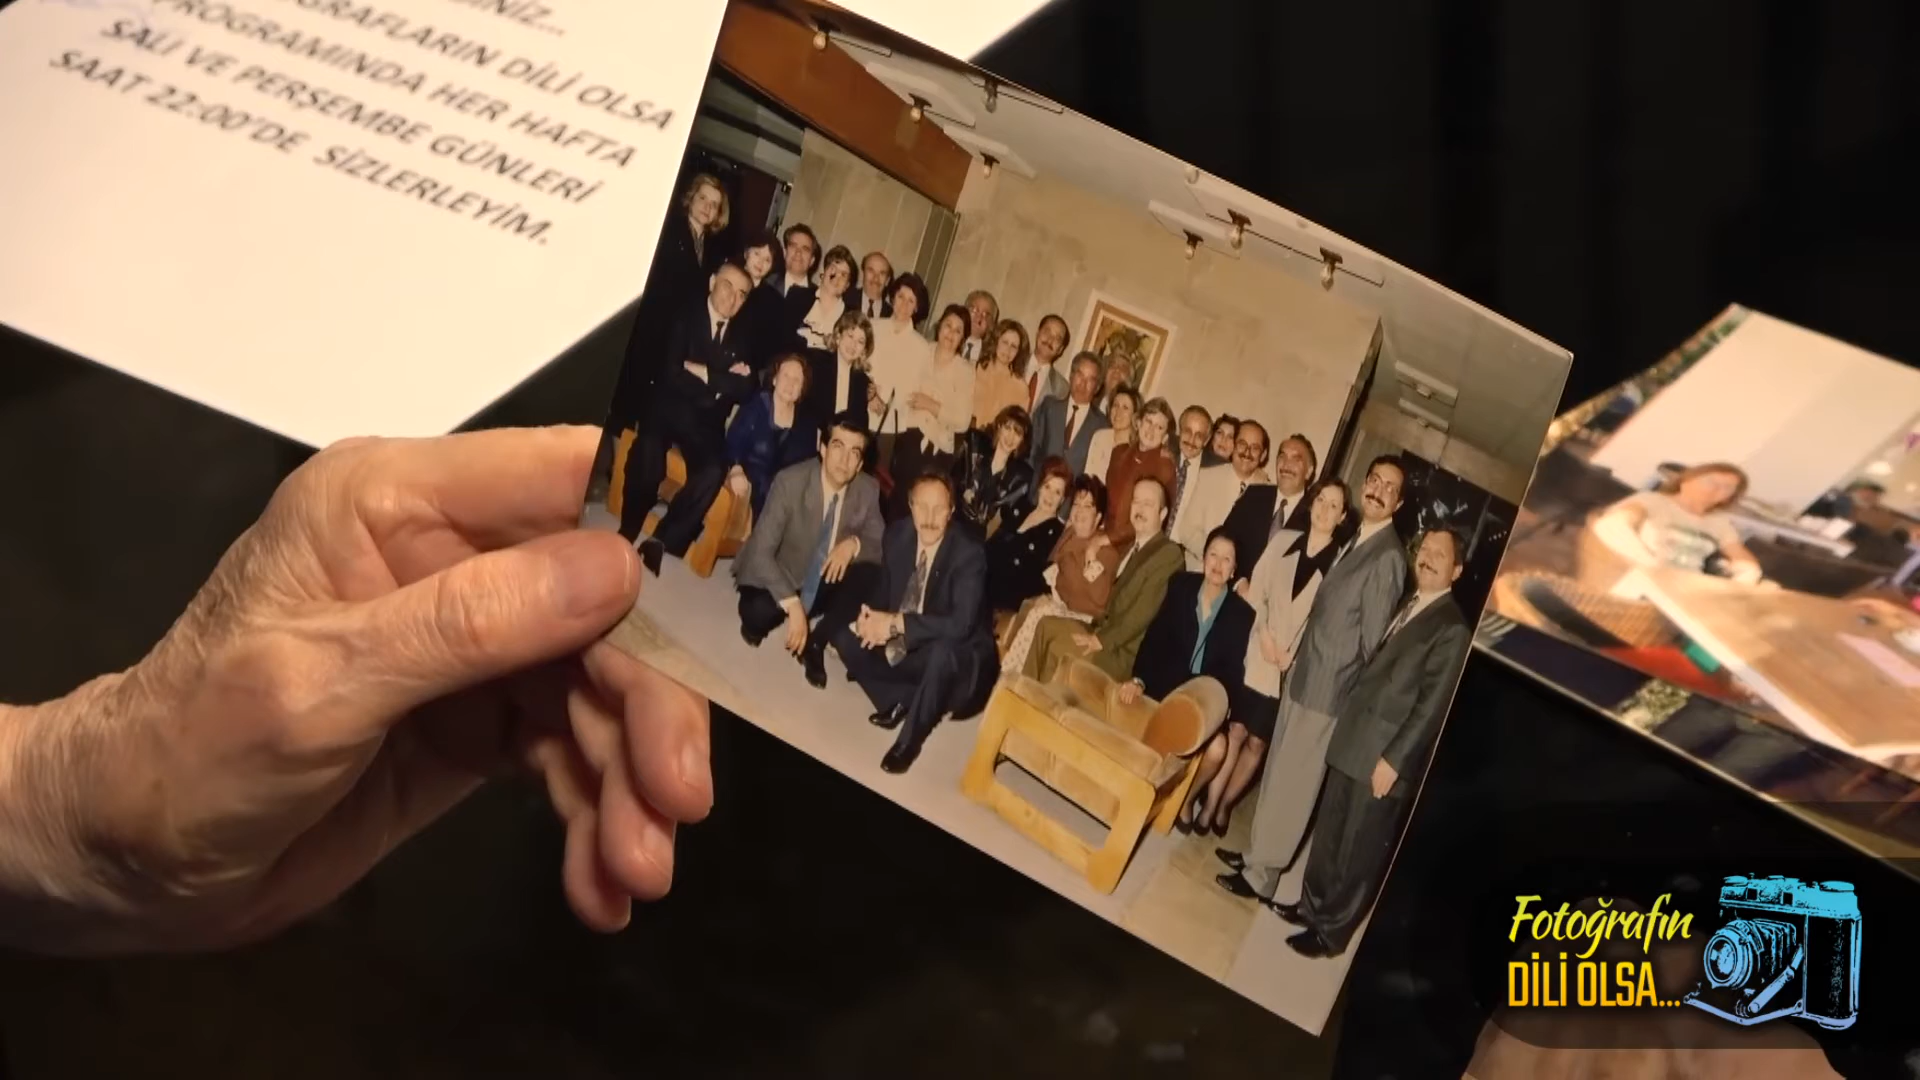 FOTOĞRAFLARIN DİLİ OLSA
PROGRAMINDA HER HAFTA
SALI VE PERŞEMBE GÜNLERİ
SAAT 22:00'DE SİZLERLEYİM.
Fotoğrafın
DİLİ OLSA...